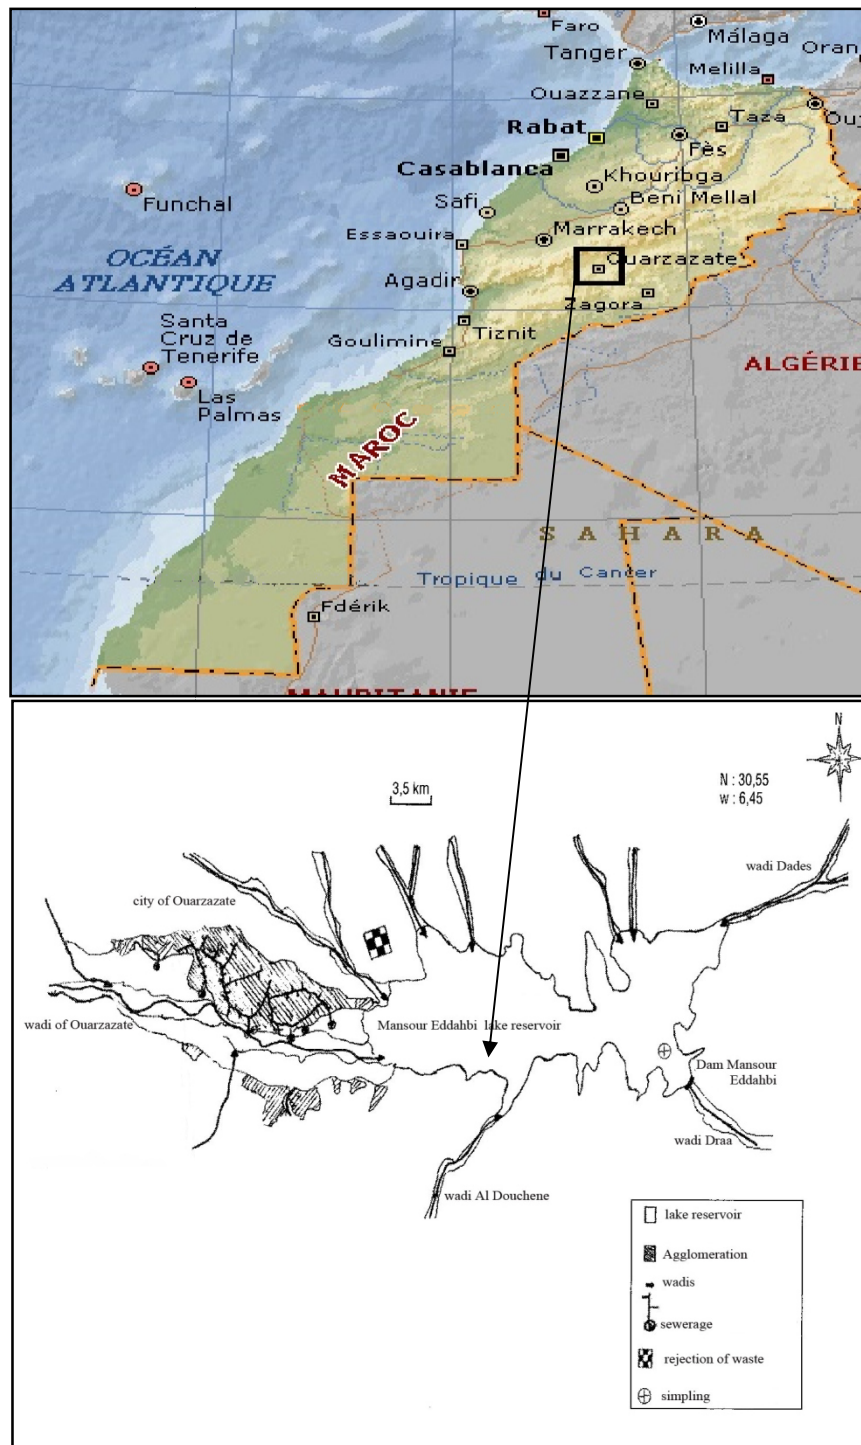 Faro
Málaga
Oran
Tanger
Melilla
Ouazzane
Taza
Rabat
Fès
Casablanca
Khouribga
Beni Mellal
Safi
Funchal
Marrakech
Essaouira
OCÉAN
ATLANTIQUE
Ouarzazate
Agadir
Zagora
Santa
Cruz de
Tenerife
Tiznit
Goulimine
ALGÉRIE
Las
Palmas
MAROC
SAHARA
Tropique du Cancer
Fdérik
MAURITANIE
N
3,5 km
N : 30,55
w : 6,45
wadi Dades
city of Ouarzazate
wadi of Ouarzazate
Mansour Eddahbi lake reservoir
Dam Mansour
Eddahbi
wadi Draa
wadi Al Douchene
lake reservoir
Agglomeration
wadis
sewerage
rejection of waste
simpling